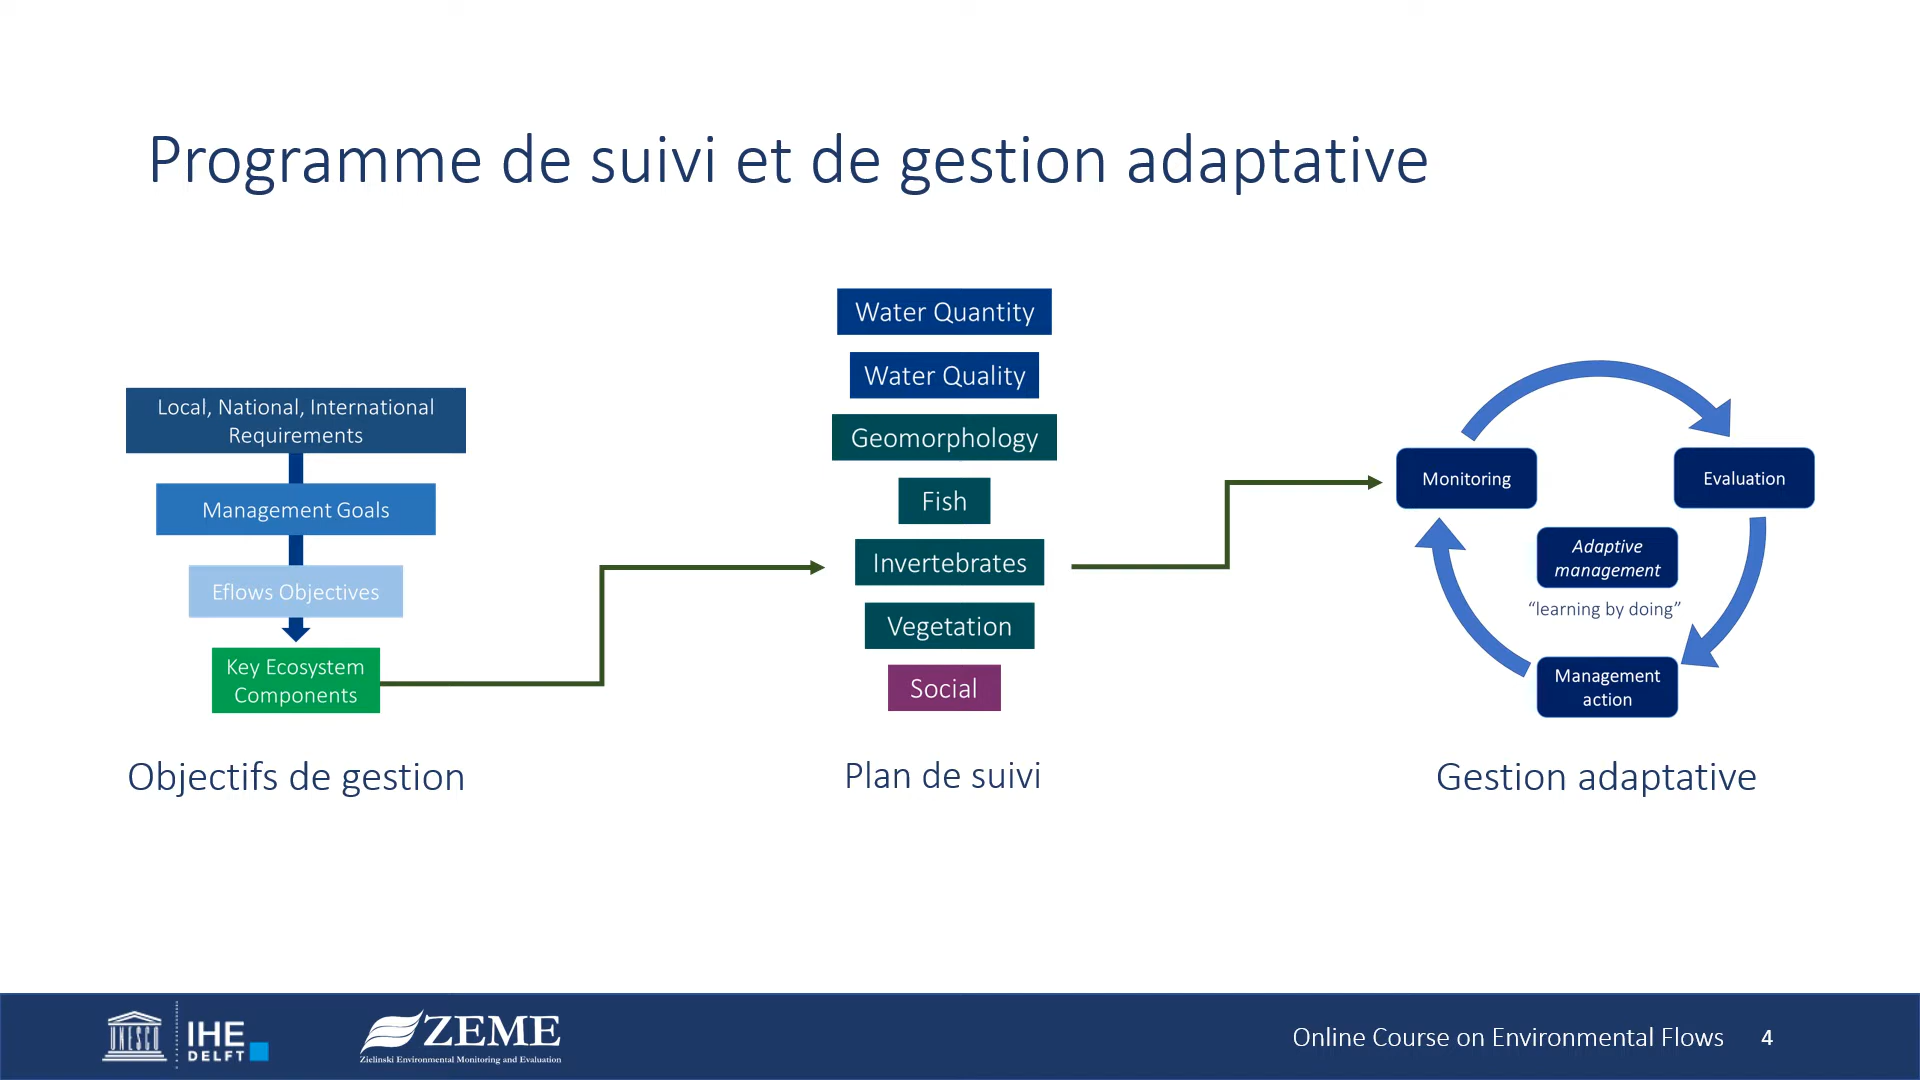 Programme de suivi et de gestion adaptative
Local, National, International
Requirements
Management Goals
Eflows Objectives
Key Ecosystem
Components
Objectifs de gestion
Water Quantity
Water Quality
Geomorphology
Fish
Invertebrates
Vegetation
Social
Plan de suivi
Monitoring
Evaluation
Adaptive
management
“learning by doing”
Management
action
Gestion adaptative
UNESCO
IHE
DELFT
ZEME
Zielinski Environmental Monitoring and Evaluation
Online Course on Environmental Flows
4